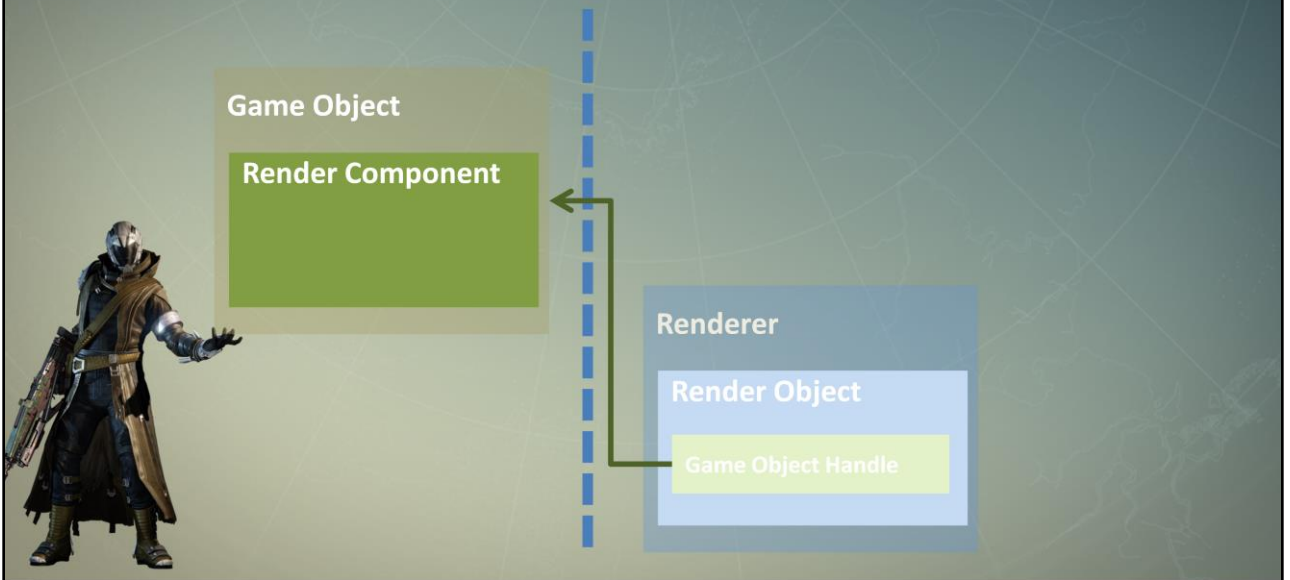 Game Object
Render Component
Renderer
Render Object
Game Object Handle